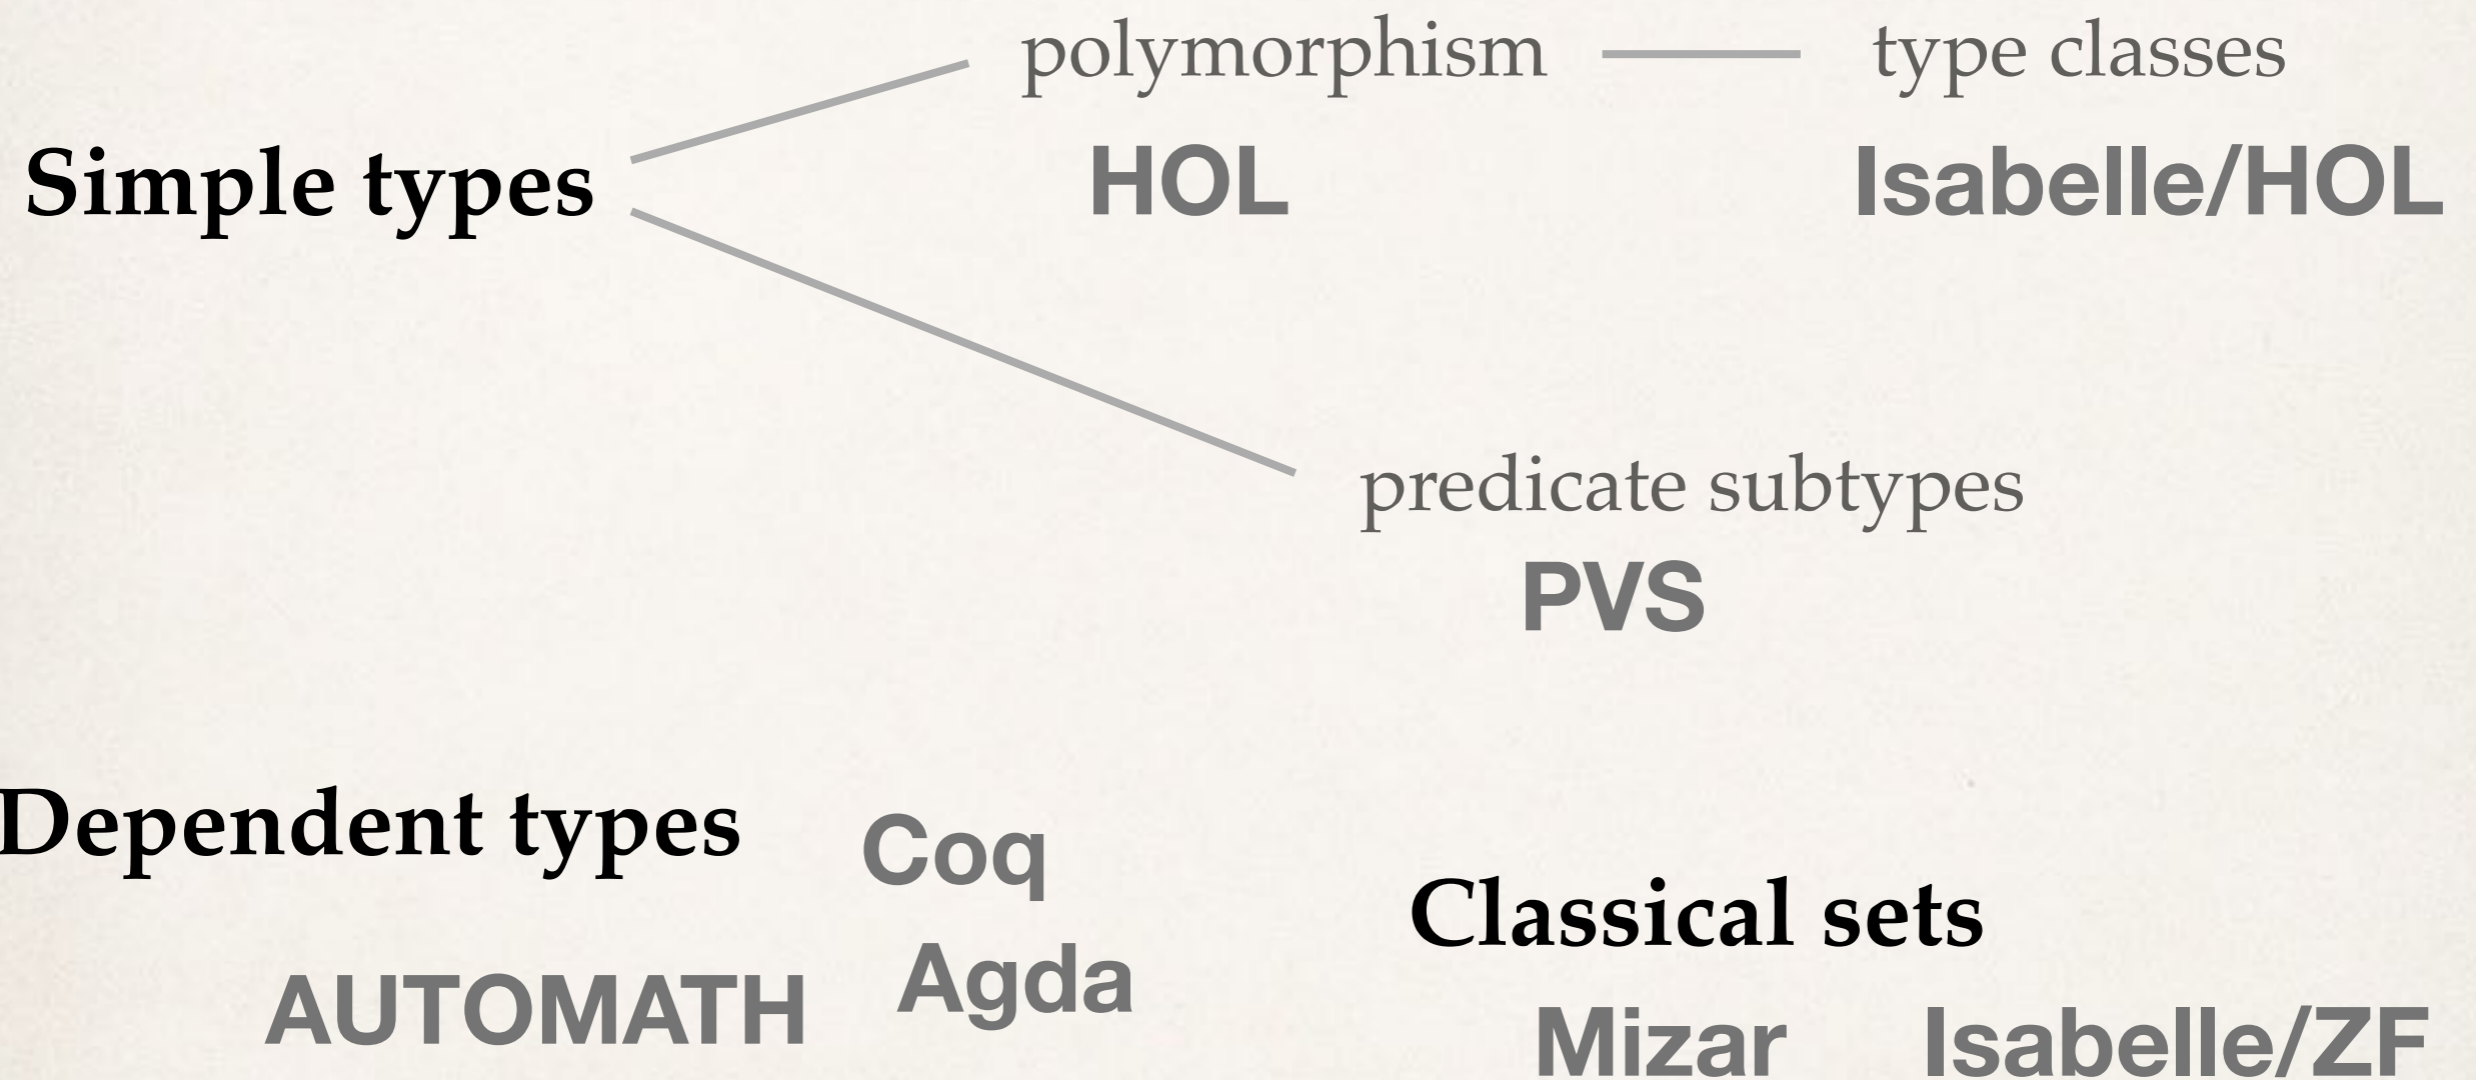 polymorphism
type classes
Simple types
HOL
Isabelle/HOL
predicate subtypes
PVS
Dependent types
Coq
AUTOMATH
Agda
Classical sets
Mizar
Isabelle/ZF